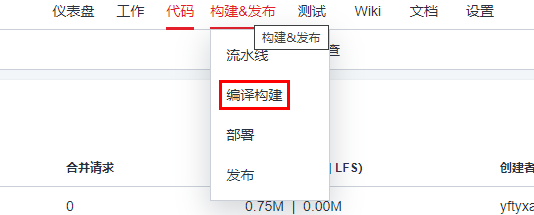 仪表盘 工作 代码 构建&发布 测试 Wiki 文档 设置
构建&发布
流水线
查
编译构建
部署
合并请求 LFS) 创建者
发布
0 0.75M | 0.00M yftyxa